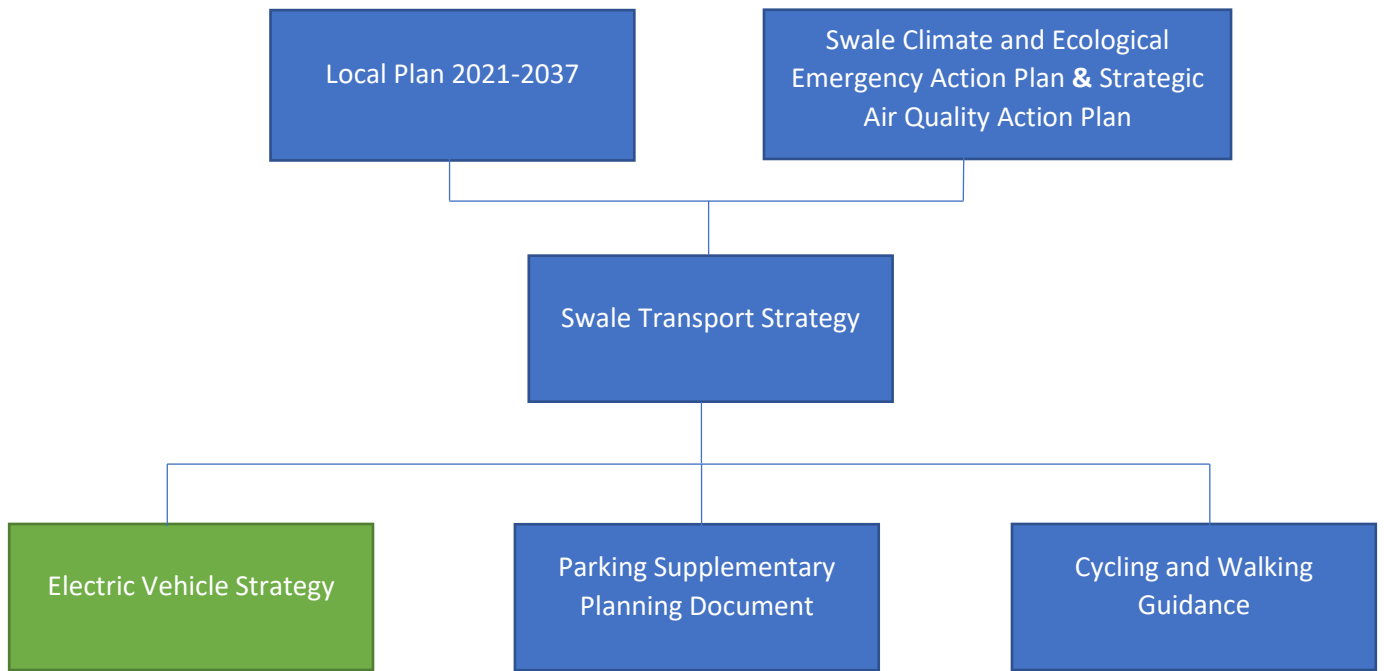 Local Plan 2021-2037
Swale Climate and Ecological
Emergency Action Plan & Strategic
Air Quality Action Plan
Swale Transport Strategy
Electric Vehicle Strategy
Parking Supplementary
Planning Document
Cycling and Walking
Guidance